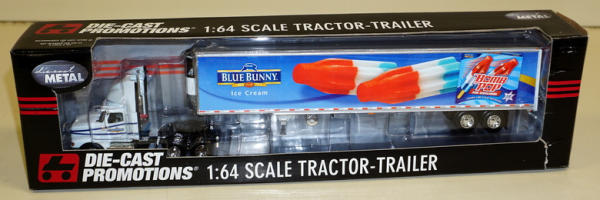 DIE-CAST PROMOTIONS® 1:64 SCALE TRACTOR-TRAILER
diecast METAL
BLUE BUNNY
Ice Cream
Bomb Pop
DIE-CAST
PROMOTIONS® 1:64 SCALE TRACTOR-TRAILER